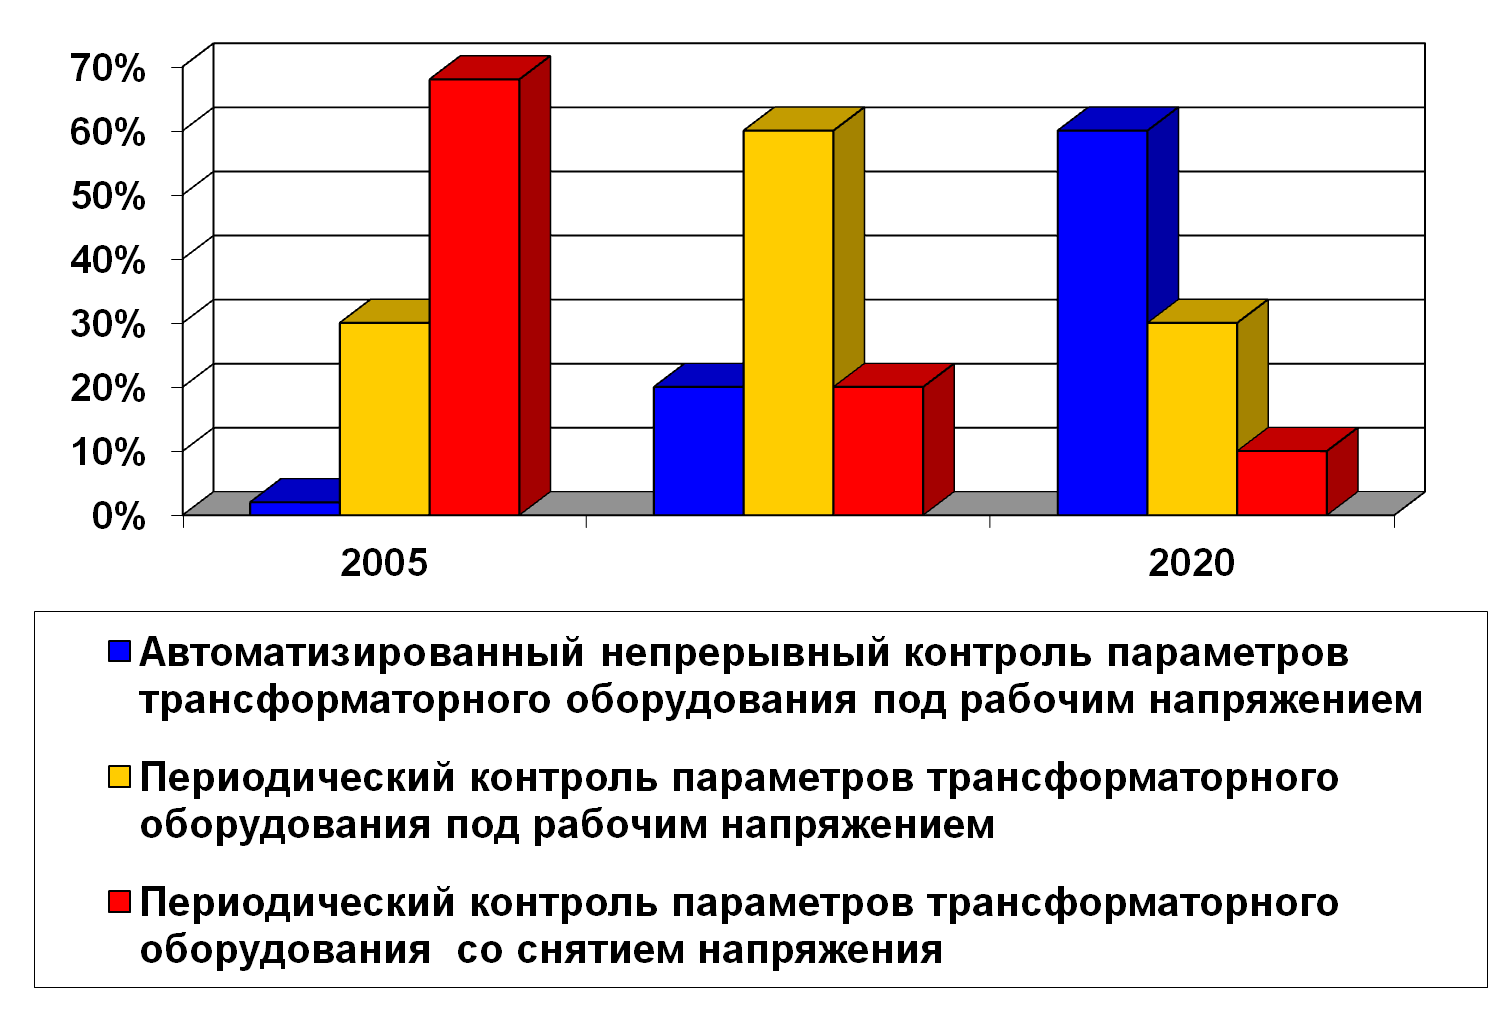 70%
60%
50%
40%
30%
20%
10%
0%
2005
2020
Автоматизированный непрерывный контроль параметров
трансформаторного оборудования под рабочим напряжением
Периодический контроль параметров трансформаторного
оборудования под рабочим напряжением
Периодический контроль параметров трансформаторного
оборудования  со снятием напряжения